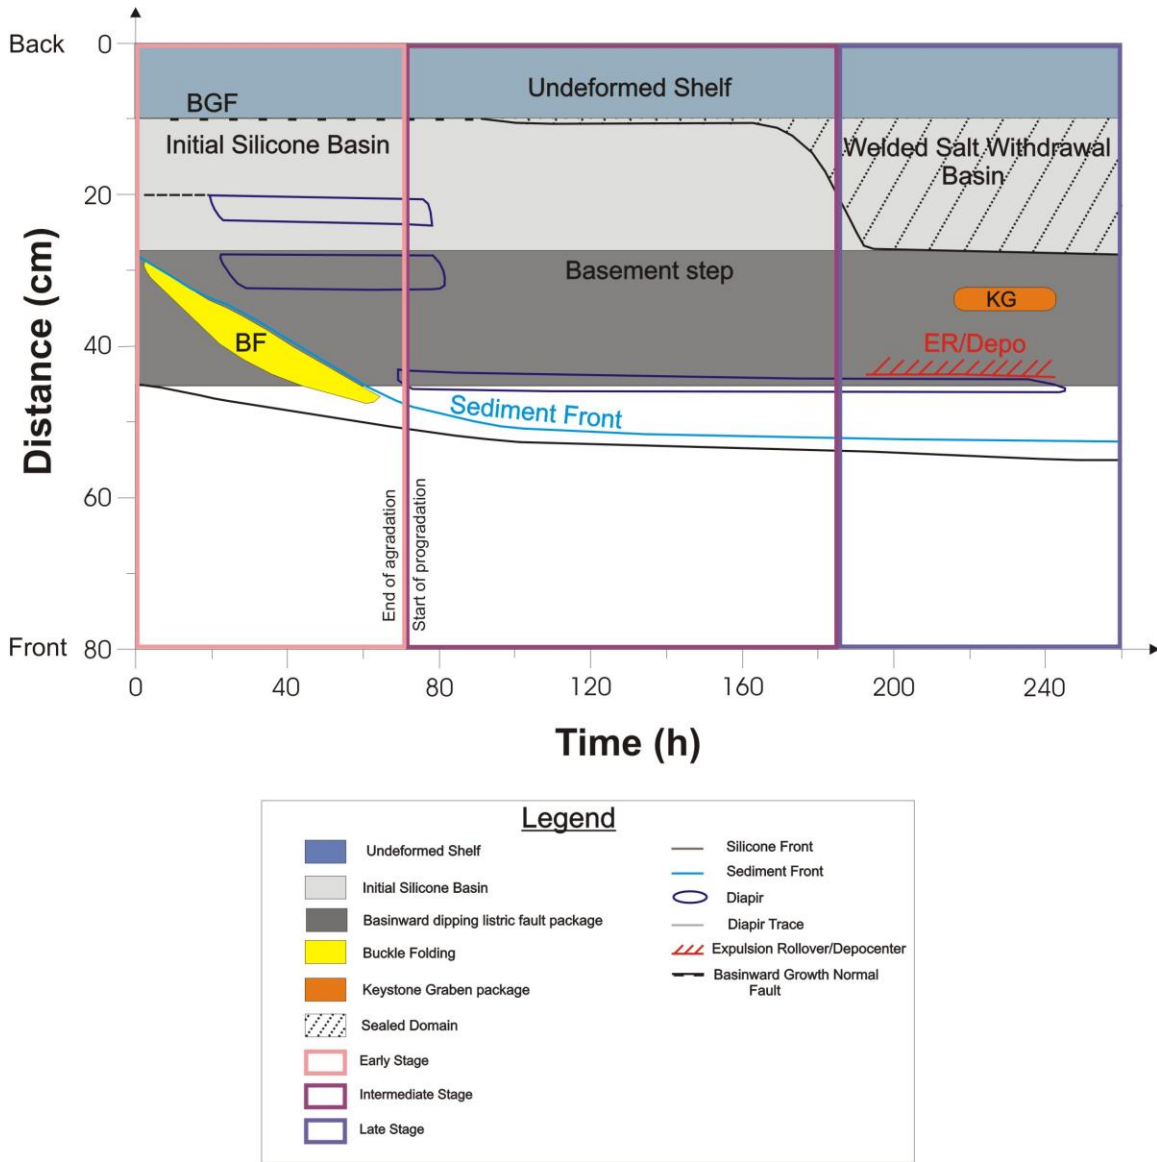 Back
0
Undeformed Shelf
BGF
Initial Silicone Basin
Welded Salt Withdrawal
Basin
20
Basement step
KG
40
BF
ER/Depo
Sediment Front
Distance (cm)
60
End of agradation
Start of progradation
Front
80
0
40
80
120
160
200
240
Time (h)
Legend
Undeformed Shelf
Initial Silicone Basin
Basinward dipping listric fault package
Buckle Folding
Keystone Graben package
Sealed Domain
Early Stage
Intermediate Stage
Late Stage
Silicone Front
Sediment Front
Diapir
Diapir Trace
Expulsion Rollover/Depocenter
Basinward Growth Normal
Fault